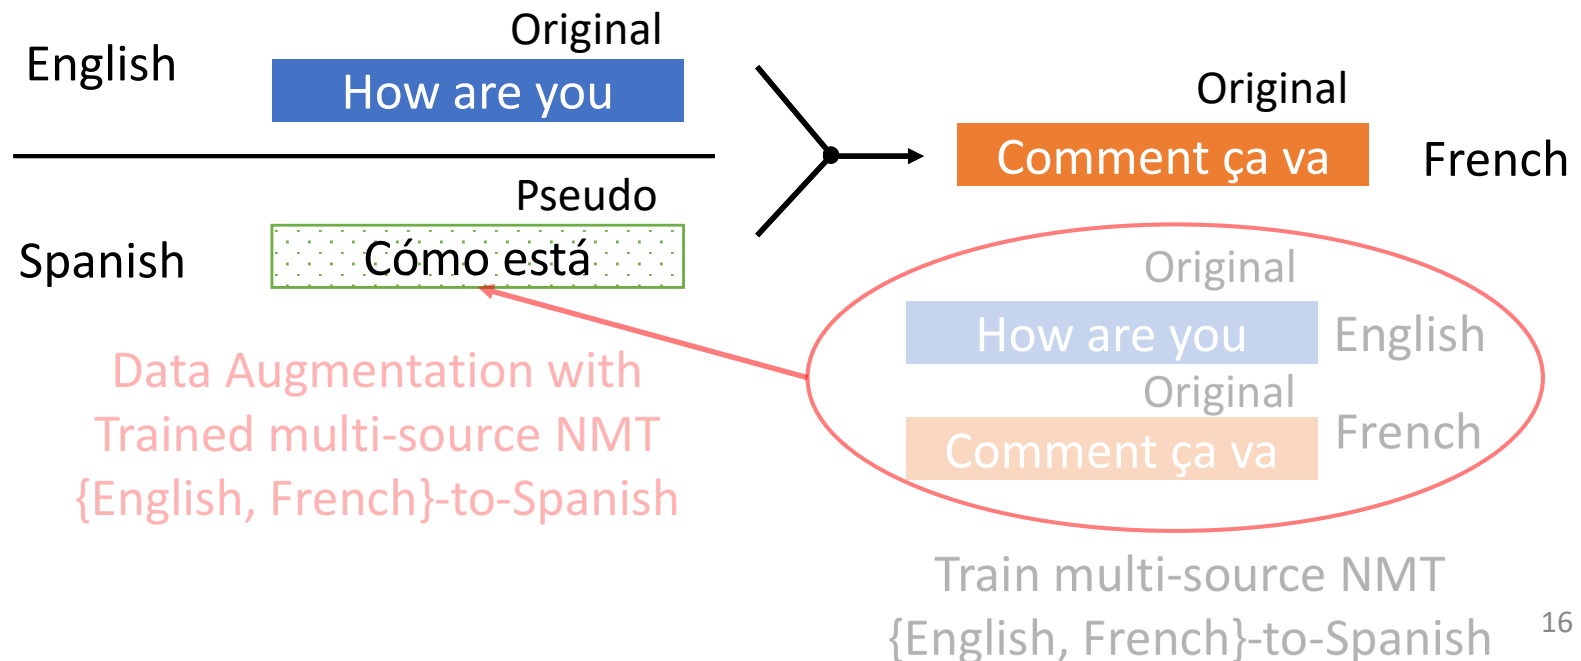 Original
English
How are you
Pseudo
Spanish
Cómo está
Original
Comment ça va
French
Original
How are you
English
Original
Comment ça va
French
Data Augmentation with
Trained multi-source NMT
{English, French}-to-Spanish
Train multi-source NMT
{English, French}-to-Spanish
16